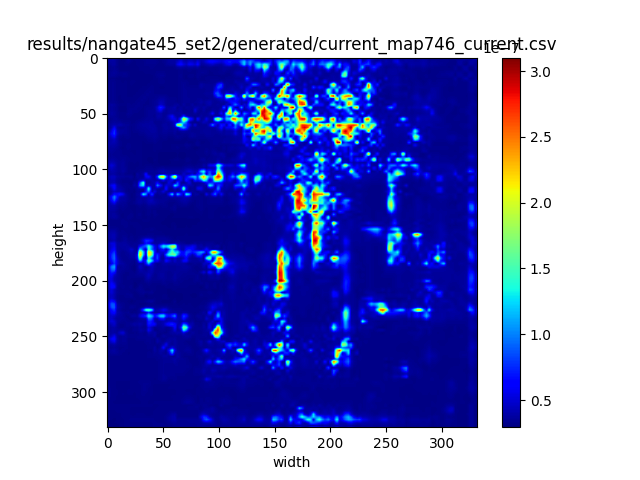 results/nangate45_set2/generated/current_map746_current.csv
1e−7
0
50
100
150
200
250
300
height
0 50 100 150 200 250 300
width
3.0
2.5
2.0
1.5
1.0
0.5